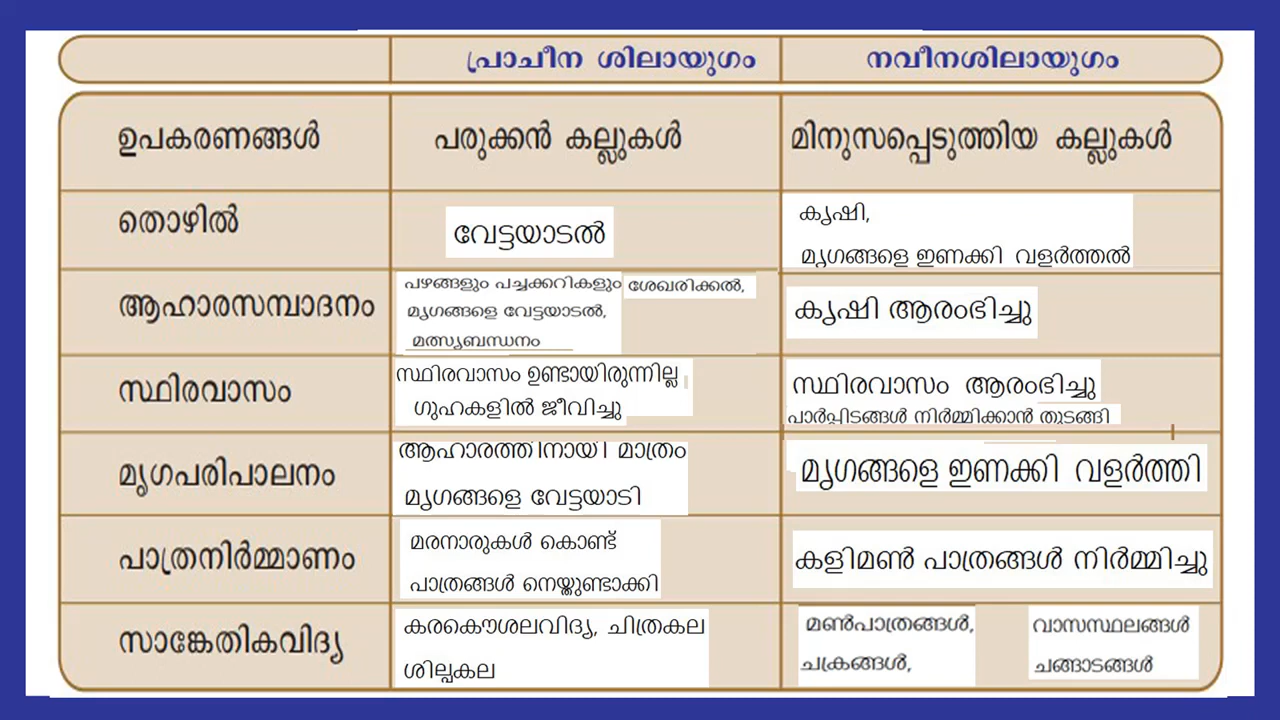 പ്രാചീന ശിലായുഗം
നവീനശിലായുഗം
ഉപകരണങ്ങൾ
പരുക്കൻ കല്ലുകൾ
മിനുസപ്പെടുത്തിയ കല്ലുകൾ
തൊഴിൽ
വേട്ടയാടൽ
കൃഷി,
മൃഗങ്ങളെ ഇണക്കി വളർത്തൽ
ആഹാരസമ്പാദനം
പഴങ്ങളും പച്ചക്കറികളും ശേഖരിക്കൽ,
മൃഗങ്ങളെ വേട്ടയാടൽ,
മത്സ്യബന്ധനം
കൃഷി ആരംഭിച്ചു
സ്ഥിരവാസം
സ്ഥിരവാസം ഉണ്ടായിരുന്നില്ല
ഗുഹകളിൽ ജീവിച്ചു
സ്ഥിരവാസം ആരംഭിച്ചു
പാർപ്പിടങ്ങൾ നിർമ്മിക്കാൻ തുടങ്ങി
മൃഗപരിപാലനം
ആഹാരത്തിനായി മാത്രം
മൃഗങ്ങളെ വേട്ടയാടി
മൃഗങ്ങളെ ഇണക്കി വളർത്തി
പാത്രനിർമ്മാണം
മരനാരുകൾ കൊണ്ട്
പാത്രങ്ങൾ നെയ്തുണ്ടാക്കി
കളിമൺ പാത്രങ്ങൾ നിർമ്മിച്ചു
സാങ്കേതികവിദ്യ
കരകൗശലവിദ്യ, ചിത്രകല
ശില്പകല
മൺപാത്രങ്ങൾ,
ചക്രങ്ങൾ,
വാസസ്ഥലങ്ങൾ
ചങ്ങാടങ്ങൾ